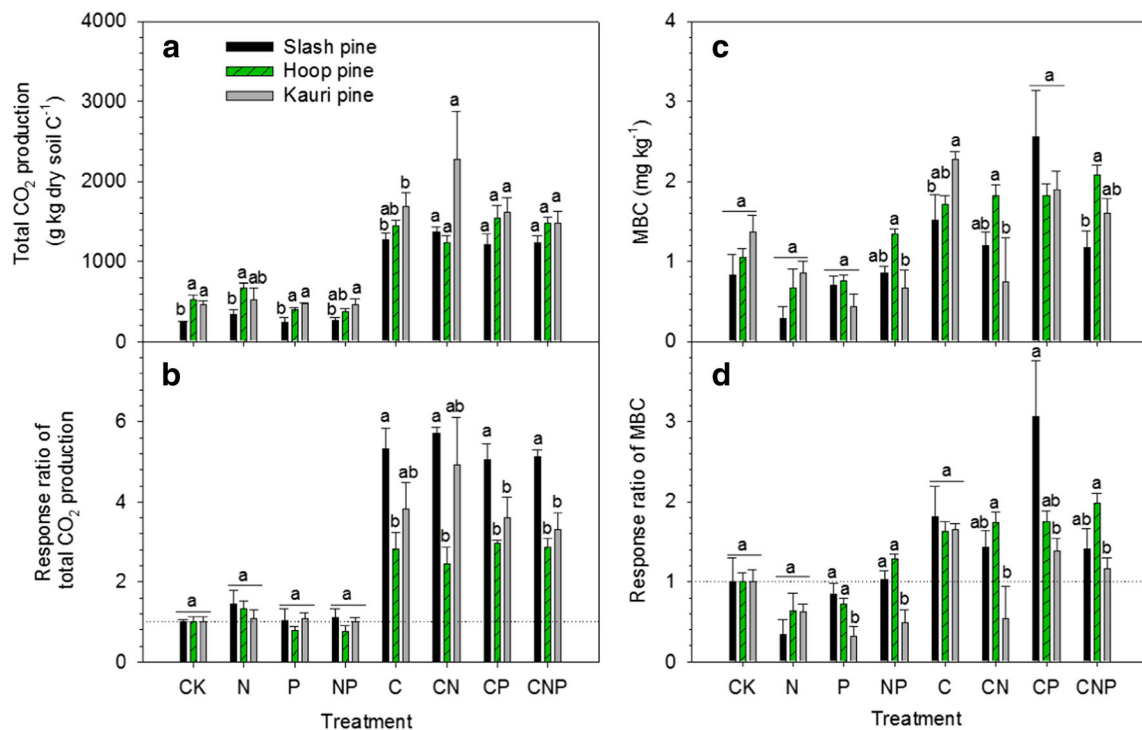 a
Slash pine
Hoop pine
Kauri pine
Total CO2 production
(g kg dry soil C-1)
4000
3000
2000
1000
0
b a a
b a ab
b a a
b ab a
b ab b
a a a
a a a
a a a
b
Response ratio of
total CO2 production
6
4
2
0
a
a
a
a
a b ab
a b ab
a b b
a b b
CK N P NP C CN CP CNP
Treatment
c
MBC (mg kg-1)
4
3
2
1
0
a
a
a
ab a b
b ab a
ab a b
a
b a ab
d
Response ratio of MBC
3
2
1
0
a
a
a a b
a a b
a
ab a b
a ab b
ab a b
CK N P NP C CN CP CNP
Treatment